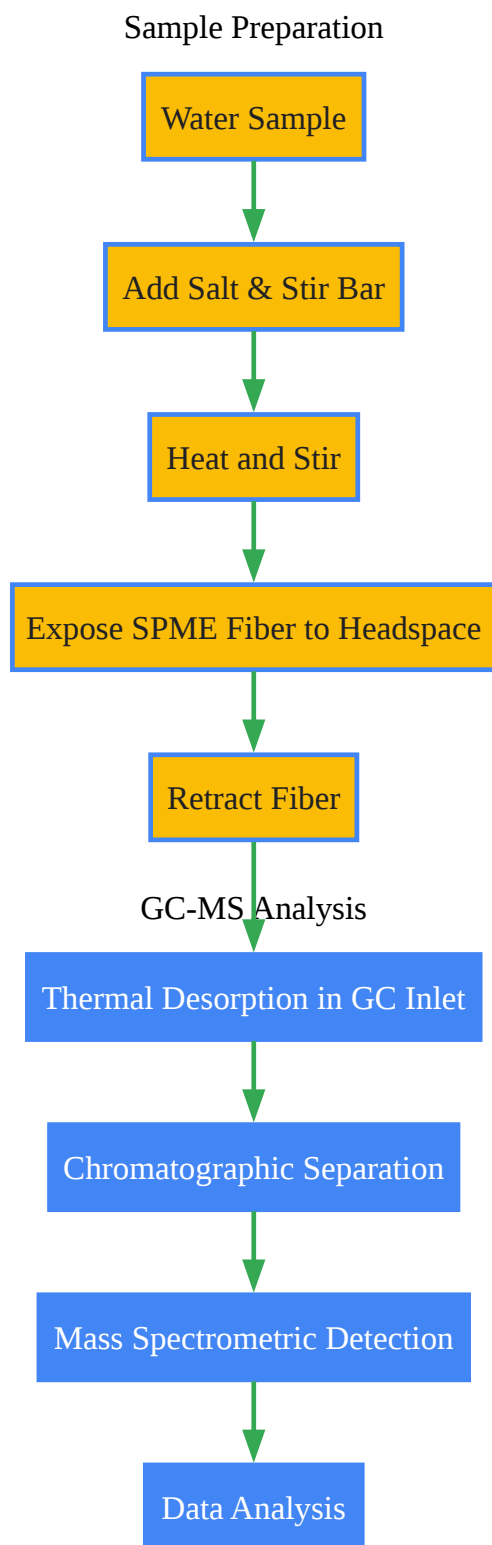 Sample Preparation
Water Sample
Add Salt & Stir Bar
Heat and Stir
Expose SPME Fiber to Headspace
Retract Fiber
GC-MS Analysis
Thermal Desorption in GC Inlet
Chromatographic Separation
Mass Spectrometric Detection
Data Analysis